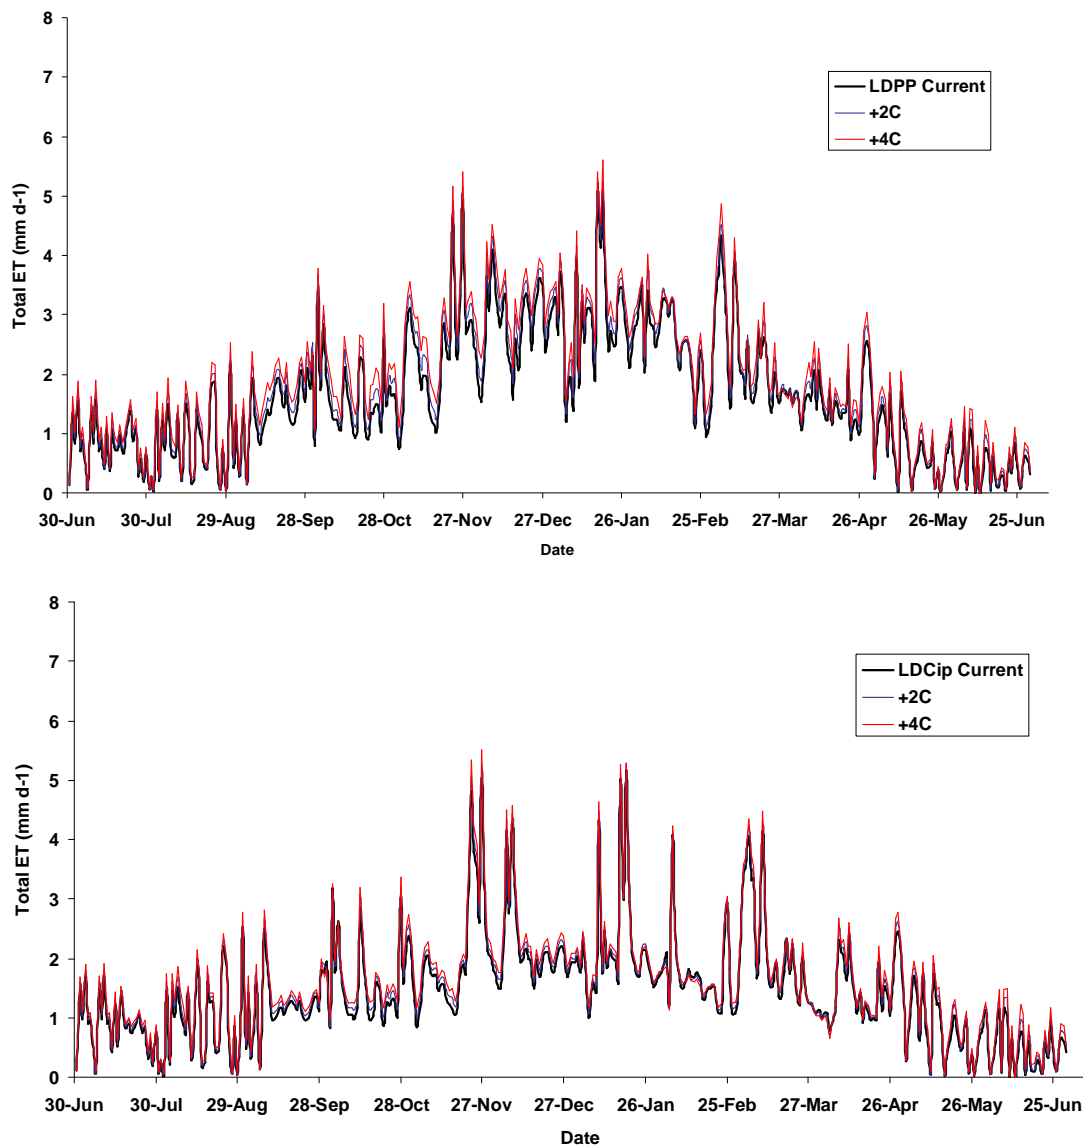 8
7
6
5
4
3
2
1
0
Total ET (mm d-1)
LDPP Current
+2C
+4C
30-Jun 30-Jul 29-Aug 28-Sep 28-Oct 27-Nov 27-Dec 26-Jan 25-Feb 27-Mar 26-Apr 26-May 25-Jun
Date
8
7
6
5
4
3
2
1
0
Total ET (mm d-1)
LDCip Current
+2C
+4C
30-Jun 30-Jul 29-Aug 28-Sep 28-Oct 27-Nov 27-Dec 26-Jan 25-Feb 27-Mar 26-Apr 26-May 25-Jun
Date